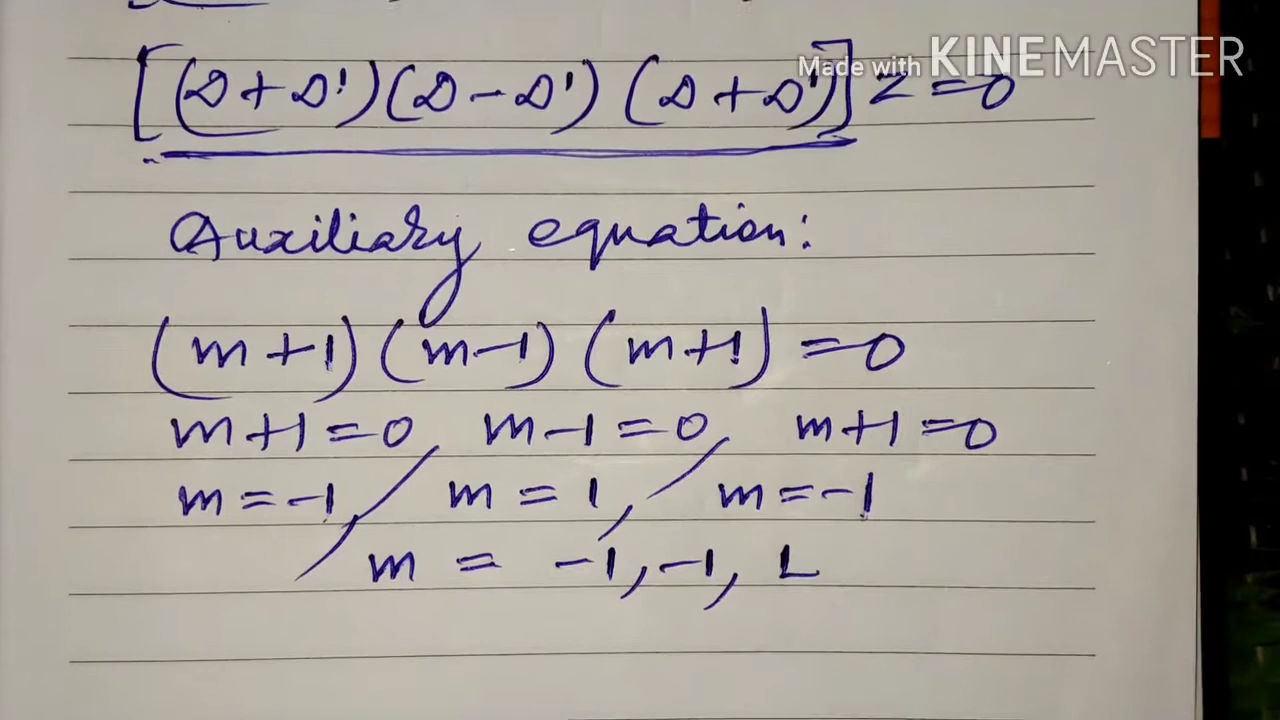 Made with KINEMASTER
[(D+D')(D-D')(D+D')]z=0
Auxiliary equation:
(m+1)(m-1)(m+1)=0
m+1=0, m-1=0, m+1=0
m=-1, m=1, m=-1
m = -1, -1, 1